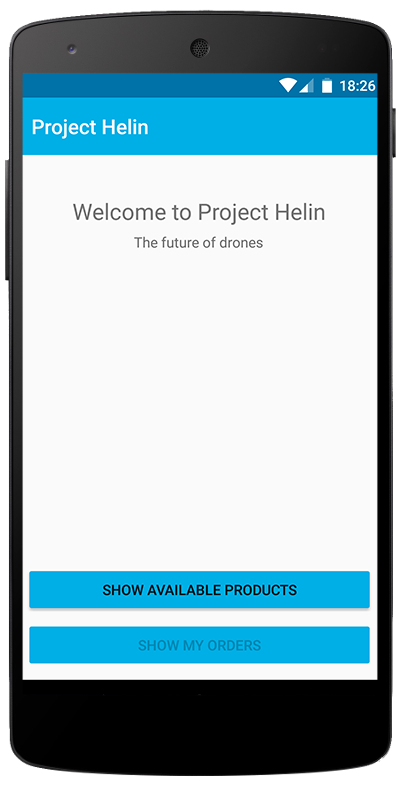 18:26
Project Helin
Welcome to Project Helin
The future of drones
SHOW AVAILABLE PRODUCTS
SHOW MY ORDERS